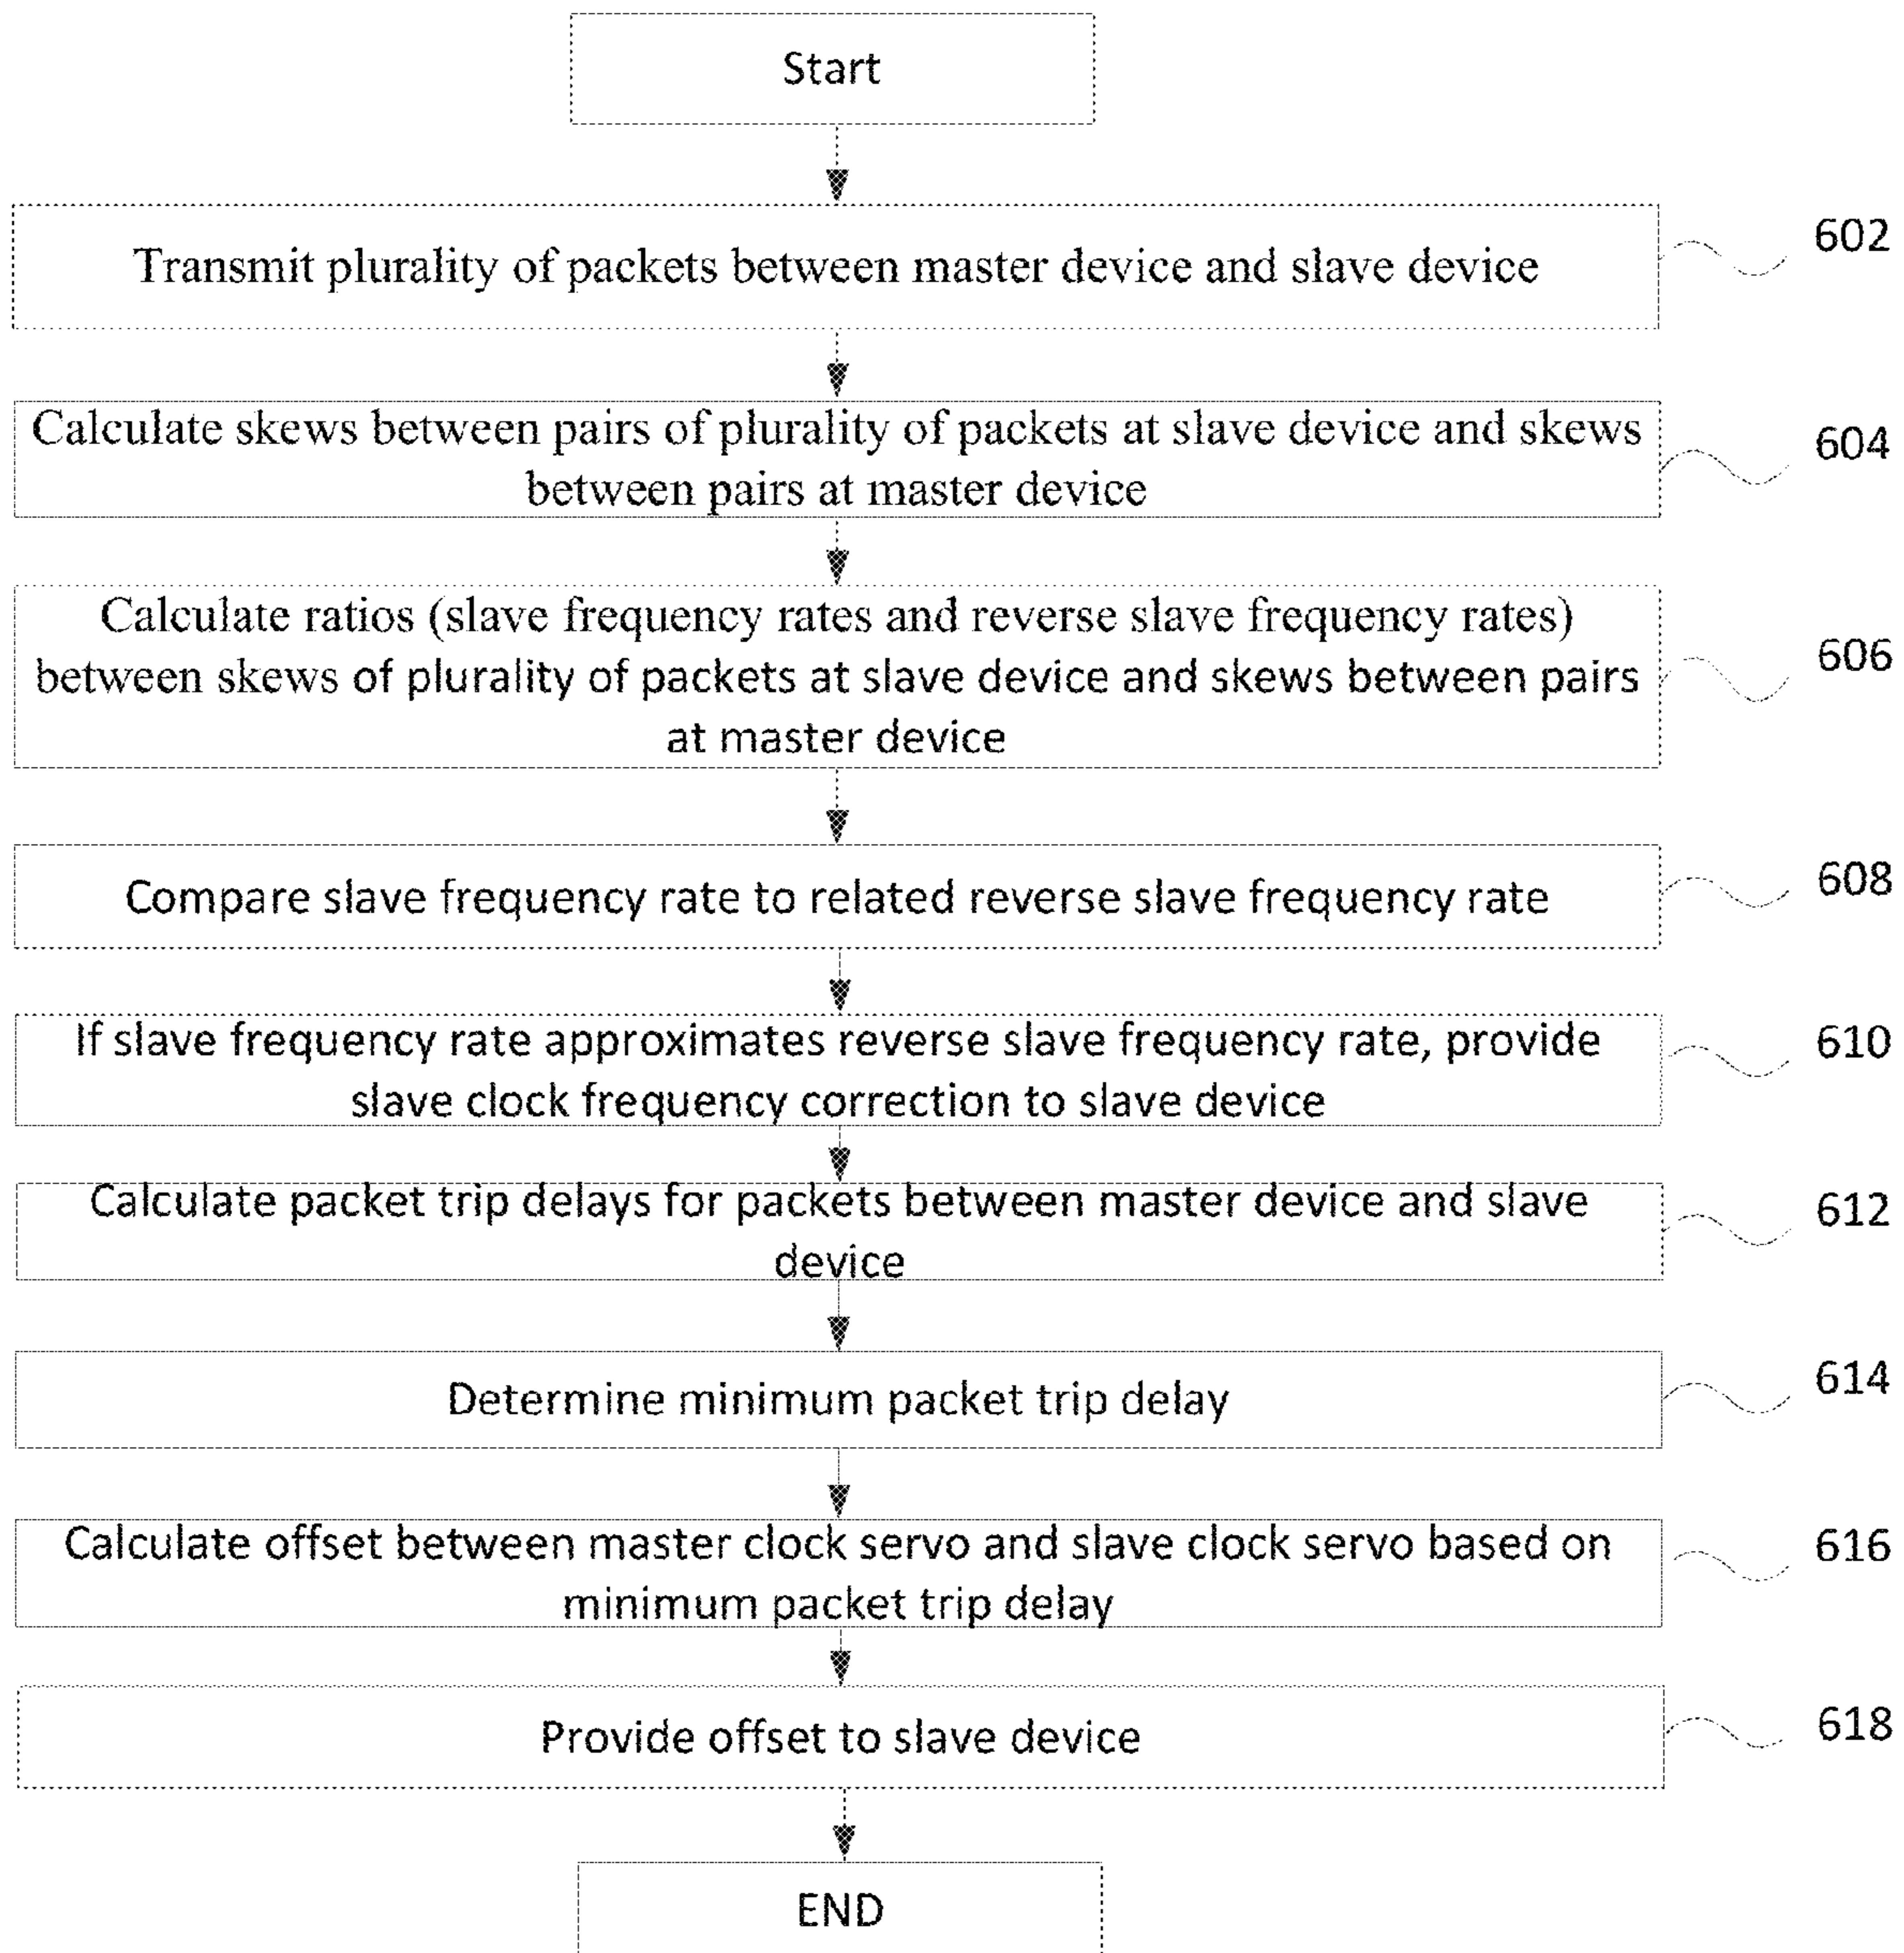 Start
Transmit plurality of packets between master device and slave device
602
Calculate skews between pairs of plurality of packets at slave device and skews
between pairs at master device
604
Calculate ratios (slave frequency rates and reverse slave frequency rates)
between skews of plurality of packets at slave device and skews between pairs
at master device
606
Compare slave frequency rate to related reverse slave frequency rate
608
If slave frequency rate approximates reverse slave frequency rate, provide
slave clock frequency correction to slave device
610
Calculate packet trip delays for packets between master device and slave
device
612
Determine minimum packet trip delay
614
Calculate offset between master clock servo and slave clock servo based on
minimum packet trip delay
616
Provide offset to slave device
618
END